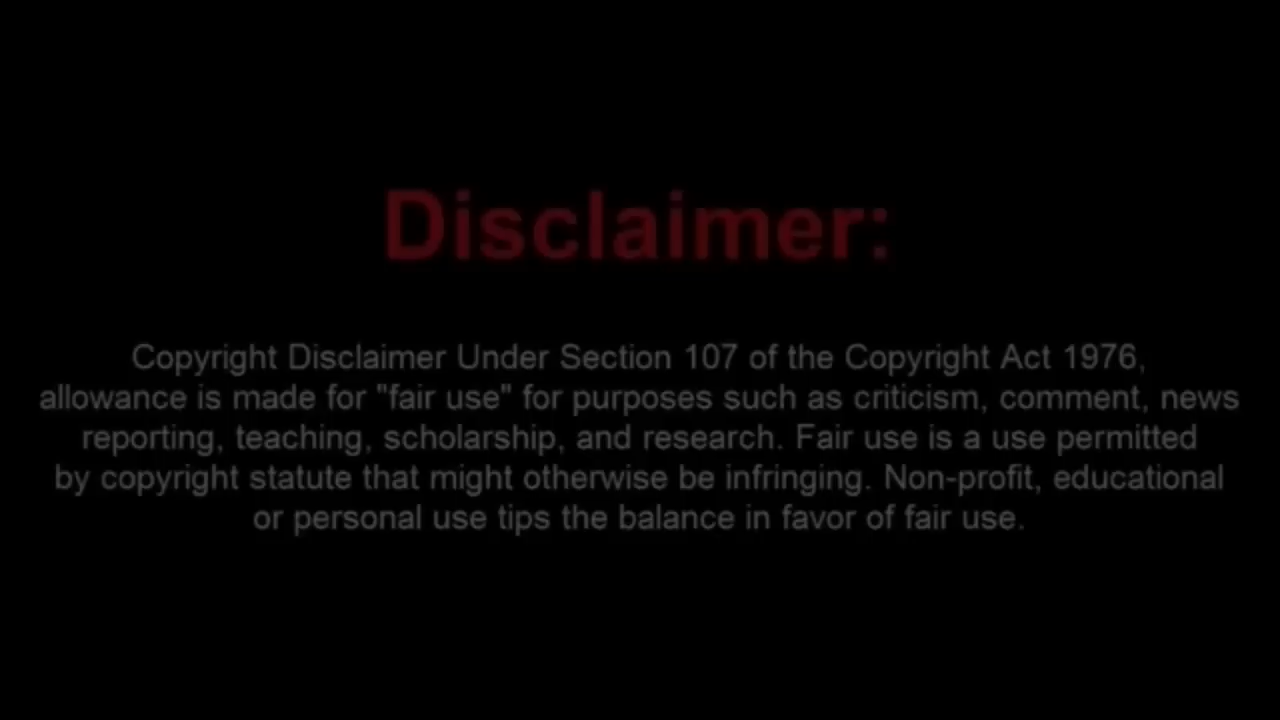 Disclaimer:
Copyright Disclaimer Under Section 107 of the Copyright Act 1976,
allowance is made for "fair use" for purposes such as criticism, comment, news
reporting, teaching, scholarship, and research. Fair use is a use permitted
by copyright statute that might otherwise be infringing. Non-profit, educational
or personal use tips the balance in favor of fair use.